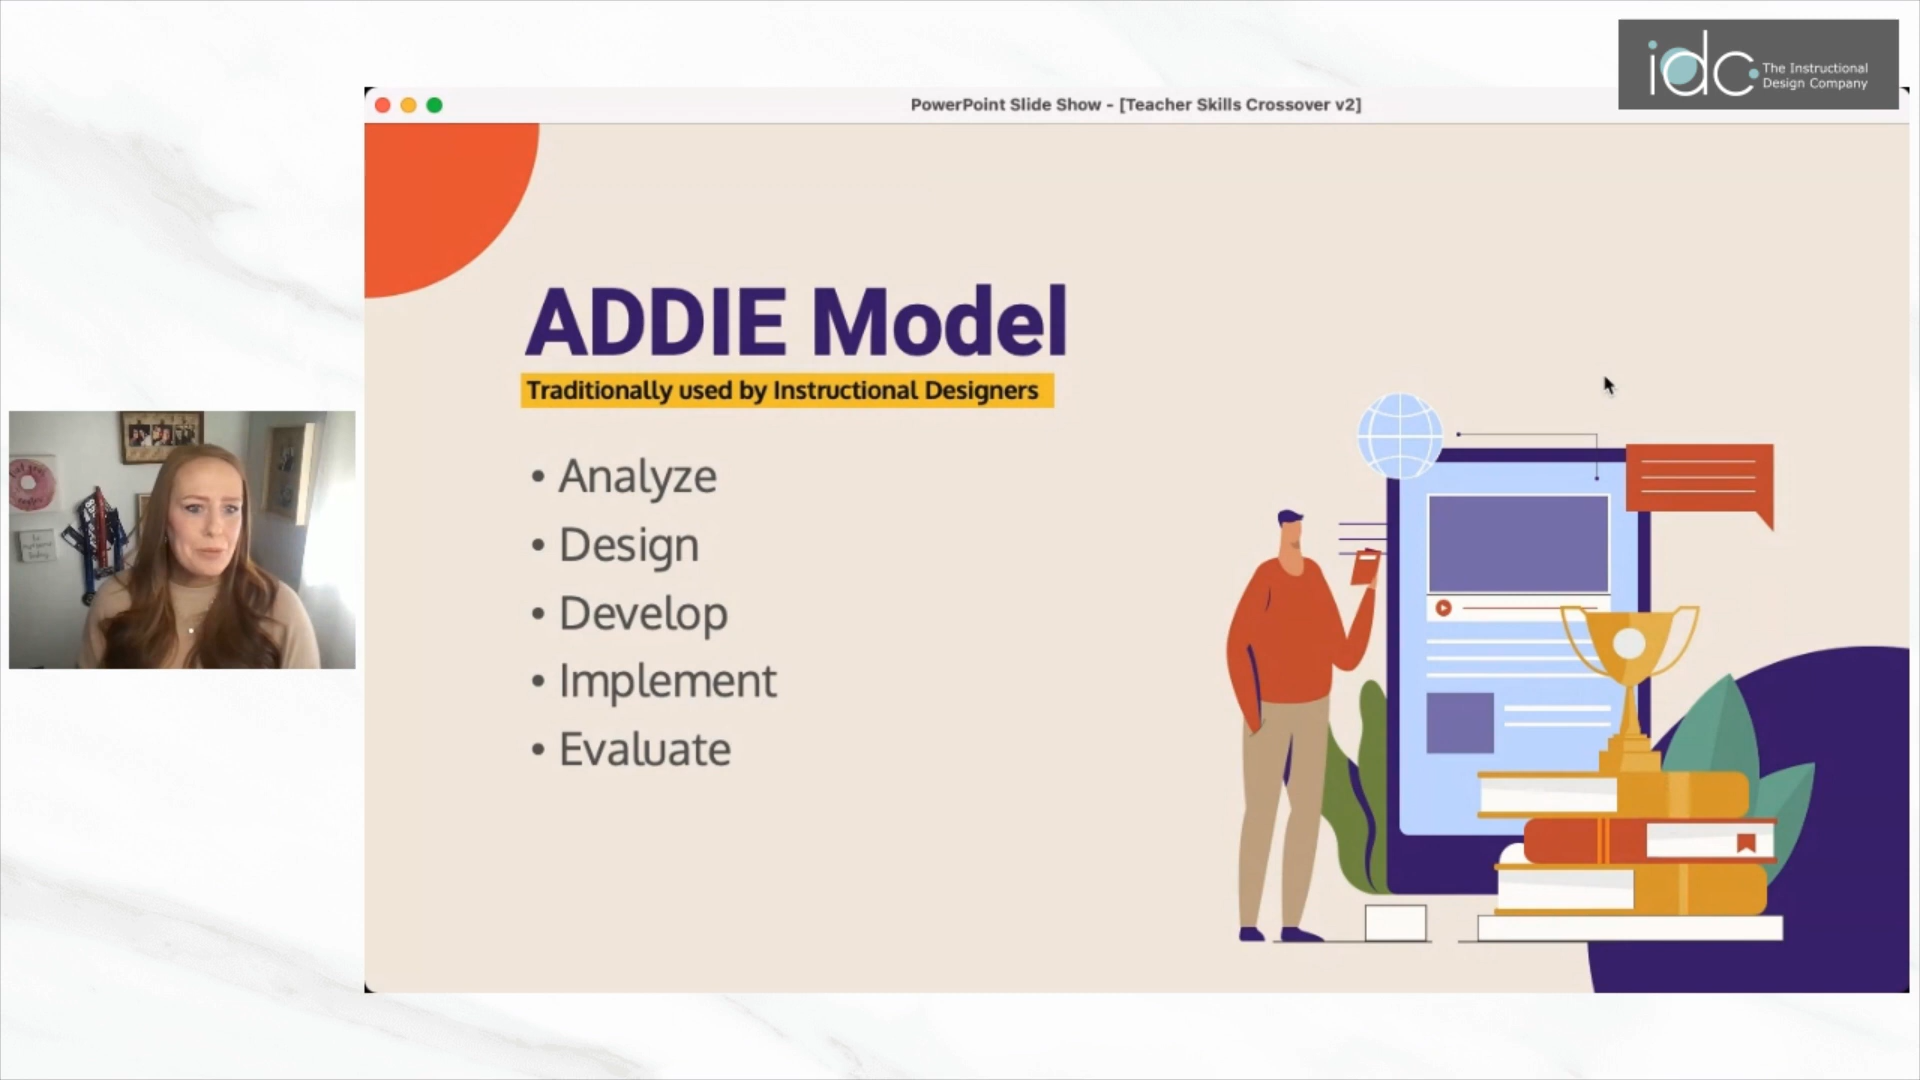 idc
The Instructional
Design Company
PowerPoint Slide Show - [Teacher Skills Crossover v2]
ADDIE Model
Traditionally used by Instructional Designers
• Analyze
• Design
• Develop
• Implement
• Evaluate